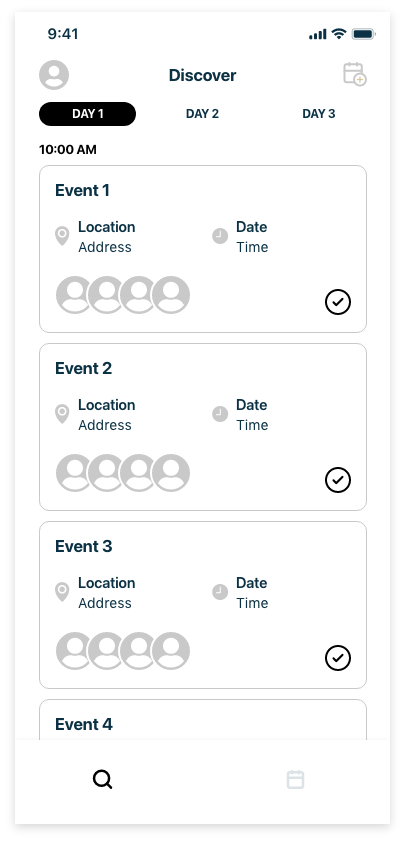 9:41
Discover
DAY 1 DAY 2 DAY 3
10:00 AM
Event 1
Location Date
Address Time
Event 2
Location Date
Address Time
Event 3
Location Date
Address Time
Event 4